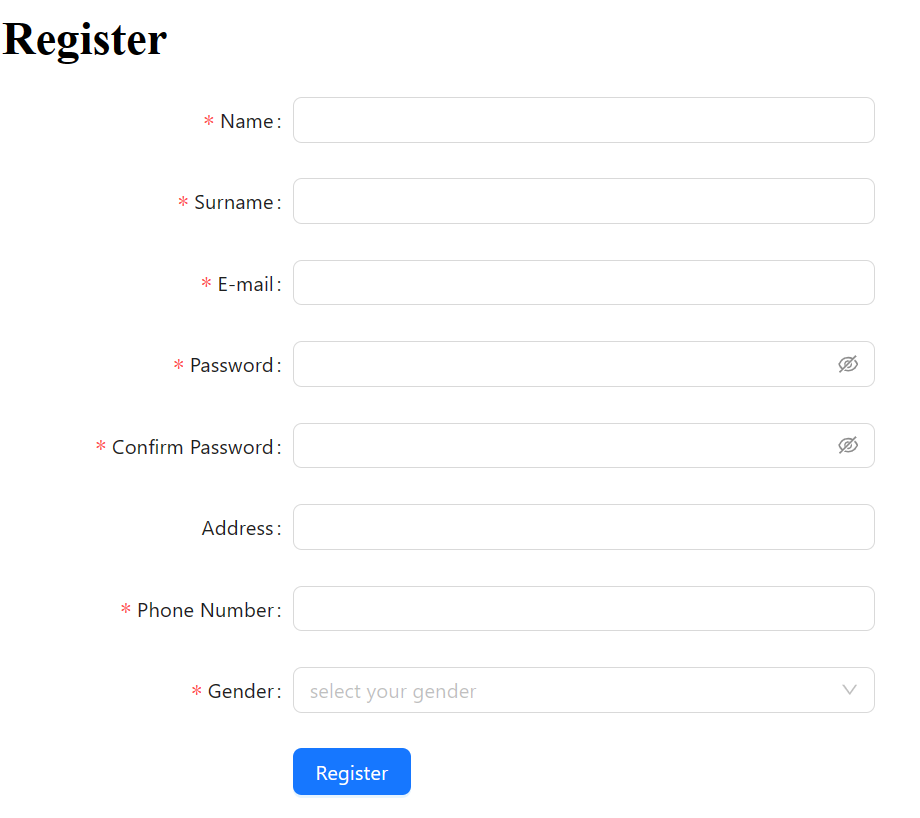 Register
* Name:
* Surname:
* E-mail:
* Password:
* Confirm Password:
Address:
* Phone Number:
* Gender: select your gender
Register